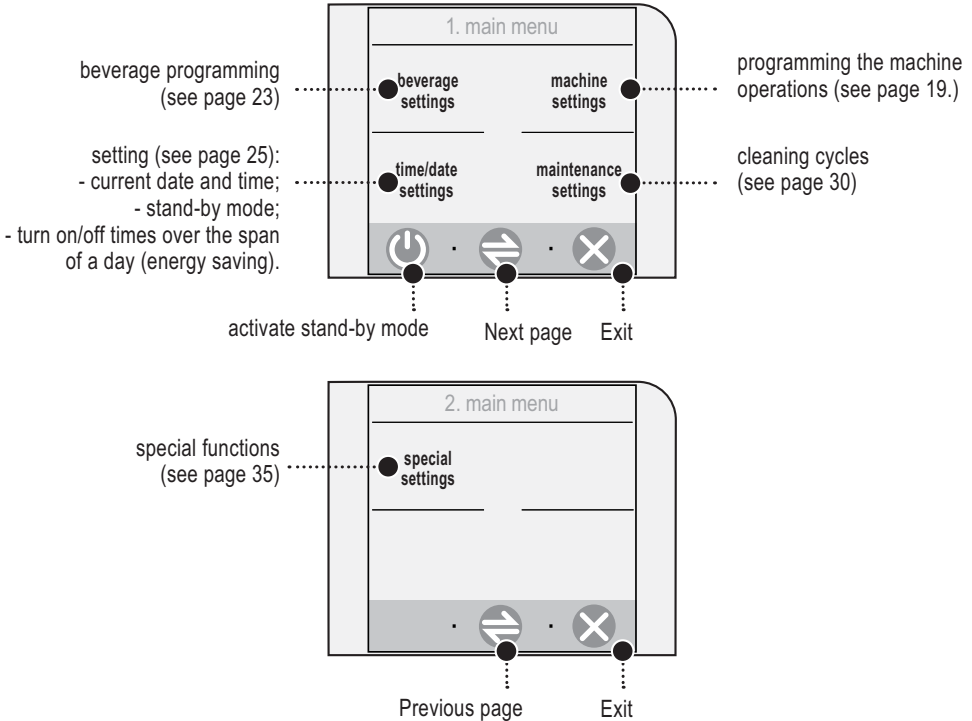 1. main menu
beverage programming
(see page 23)
beverage
settings
machine
settings
programming the machine
operations (see page 19.)
setting (see page 25):
- current date and time;
- stand-by mode;
- turn on/off times over the span
of a day (energy saving).
time/date
settings
maintenance
settings
cleaning cycles
(see page 30)
activate stand-by mode
Next page
Exit
2. main menu
special functions
(see page 35)
special
settings
Previous page
Exit